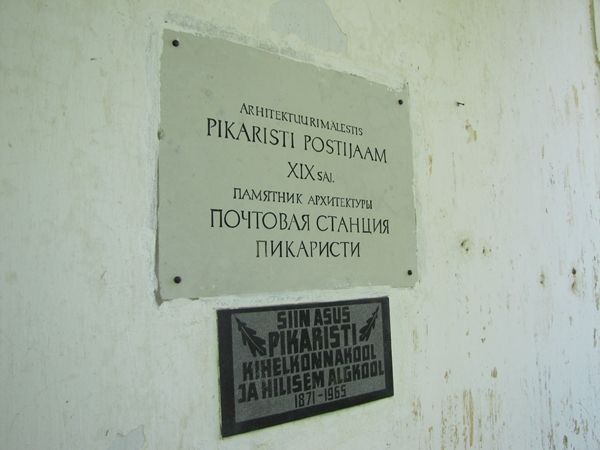 ARHITEKTUURIMÄLESTIS
PIKARISTI POSTIJAAM
XIX SAJ.
ПАМЯТНИК АРХИТЕКТУРЫ
ПОЧТОВАЯ СТАНЦИЯ
ПИКАРИСТИ
SIIN ASUS
PIKARISTI
KIHELKONNAKOOL
JA HILISEM ALGKOOL
1871-1965